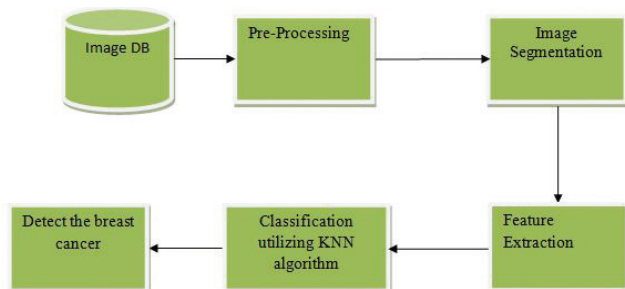 Image DB
Pre-Processing
Image
Segmentation
Feature
Extraction
Classification
utilizing KNN
algorithm
Detect the breast
cancer